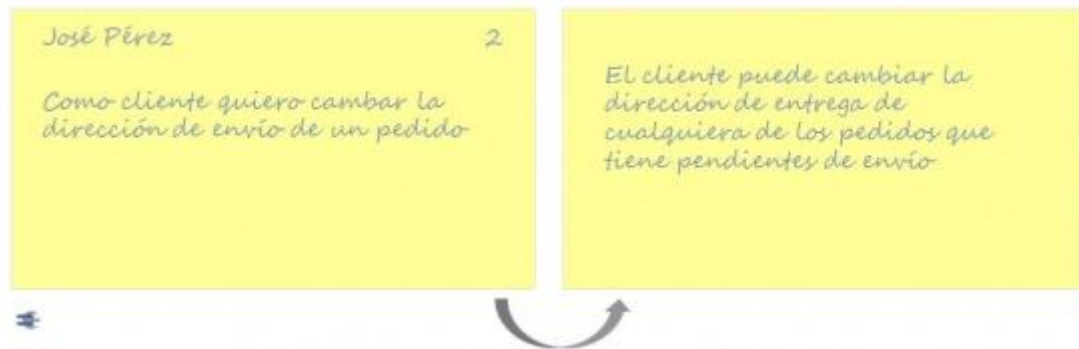 José Pérez 2
Como cliente quiero cambar la
dirección de envío de un pedido
El cliente puede cambiar la
dirección de entrega de
cualquiera de los pedidos que
tiene pendientes de envío